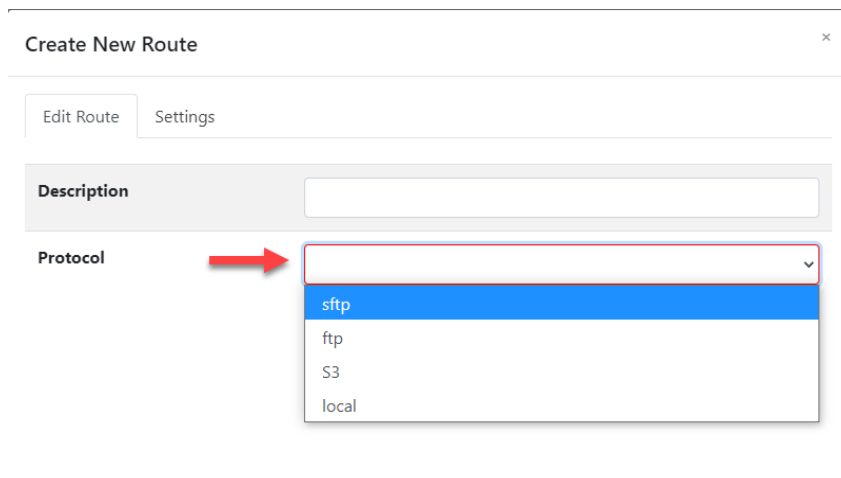 Create New Route
×
Edit Route Settings
Description
Protocol
sftp
ftp
S3
local